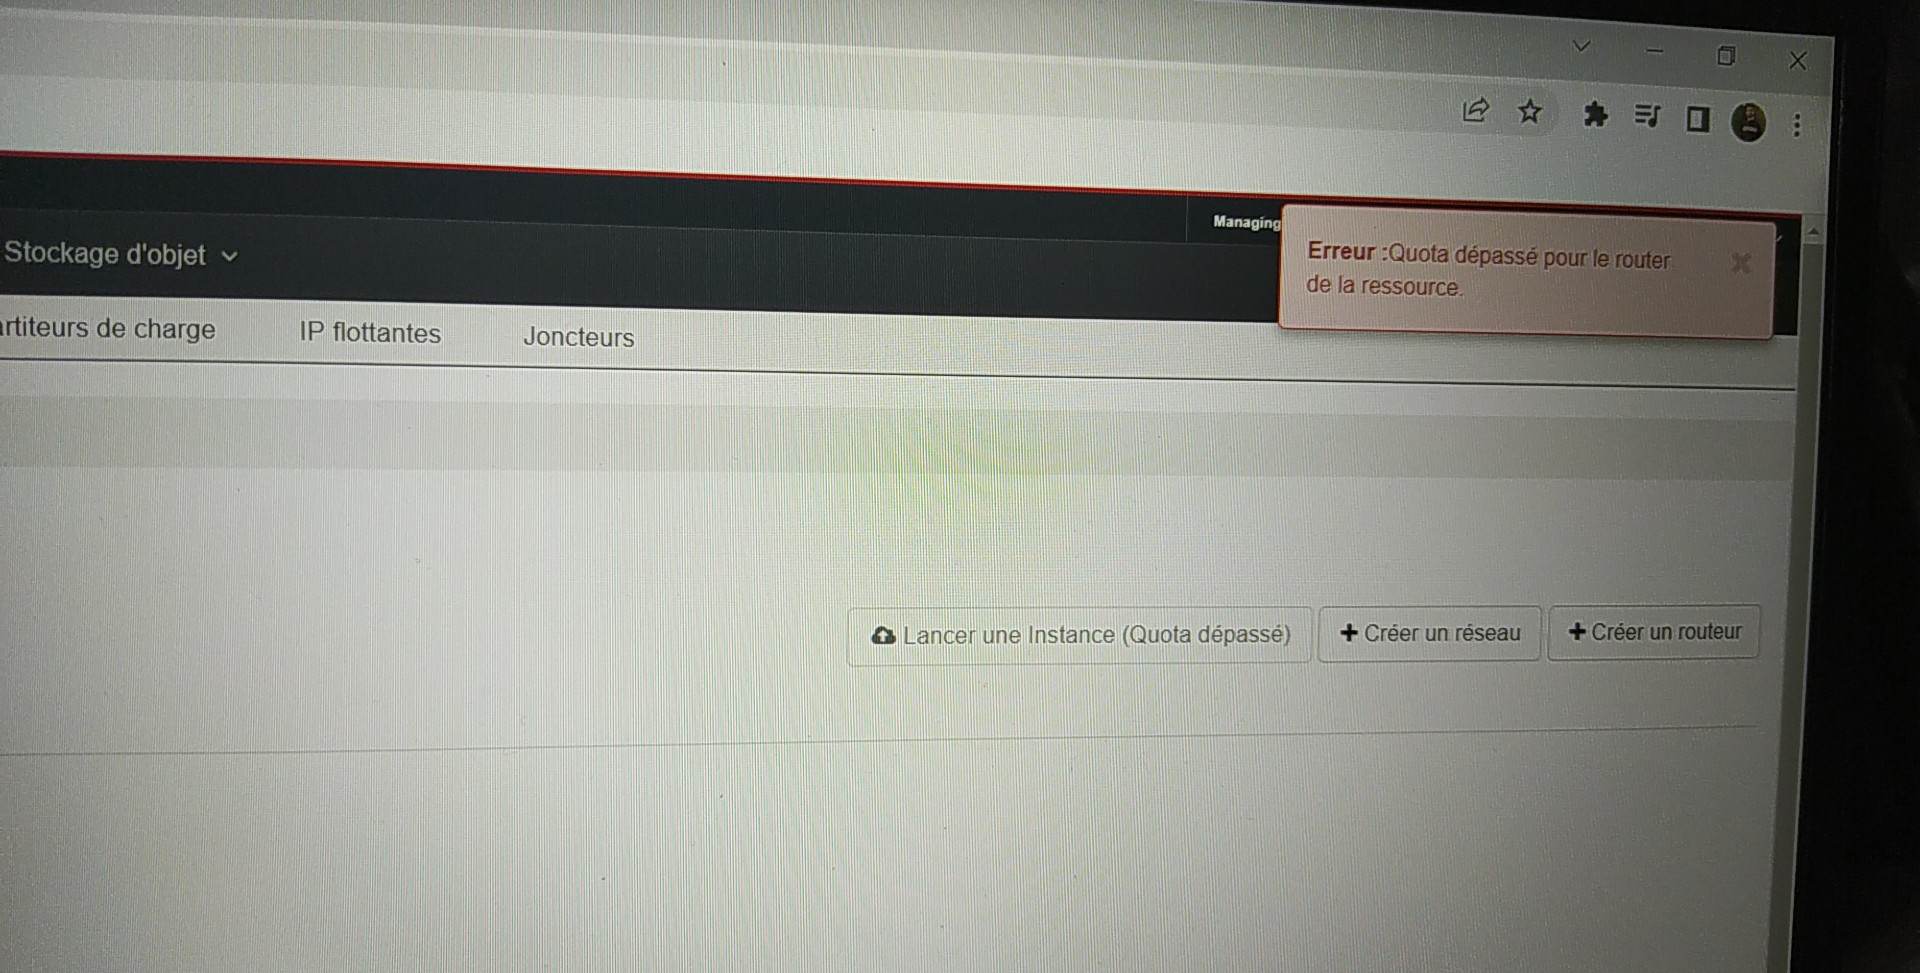 Managing
Erreur :Quota dépassé pour le router
de la ressource.
Stockage d'objet
rtiteurs de charge
IP flottantes
Joncteurs
Lancer une Instance (Quota dépassé)
Créer un réseau
Créer un routeur